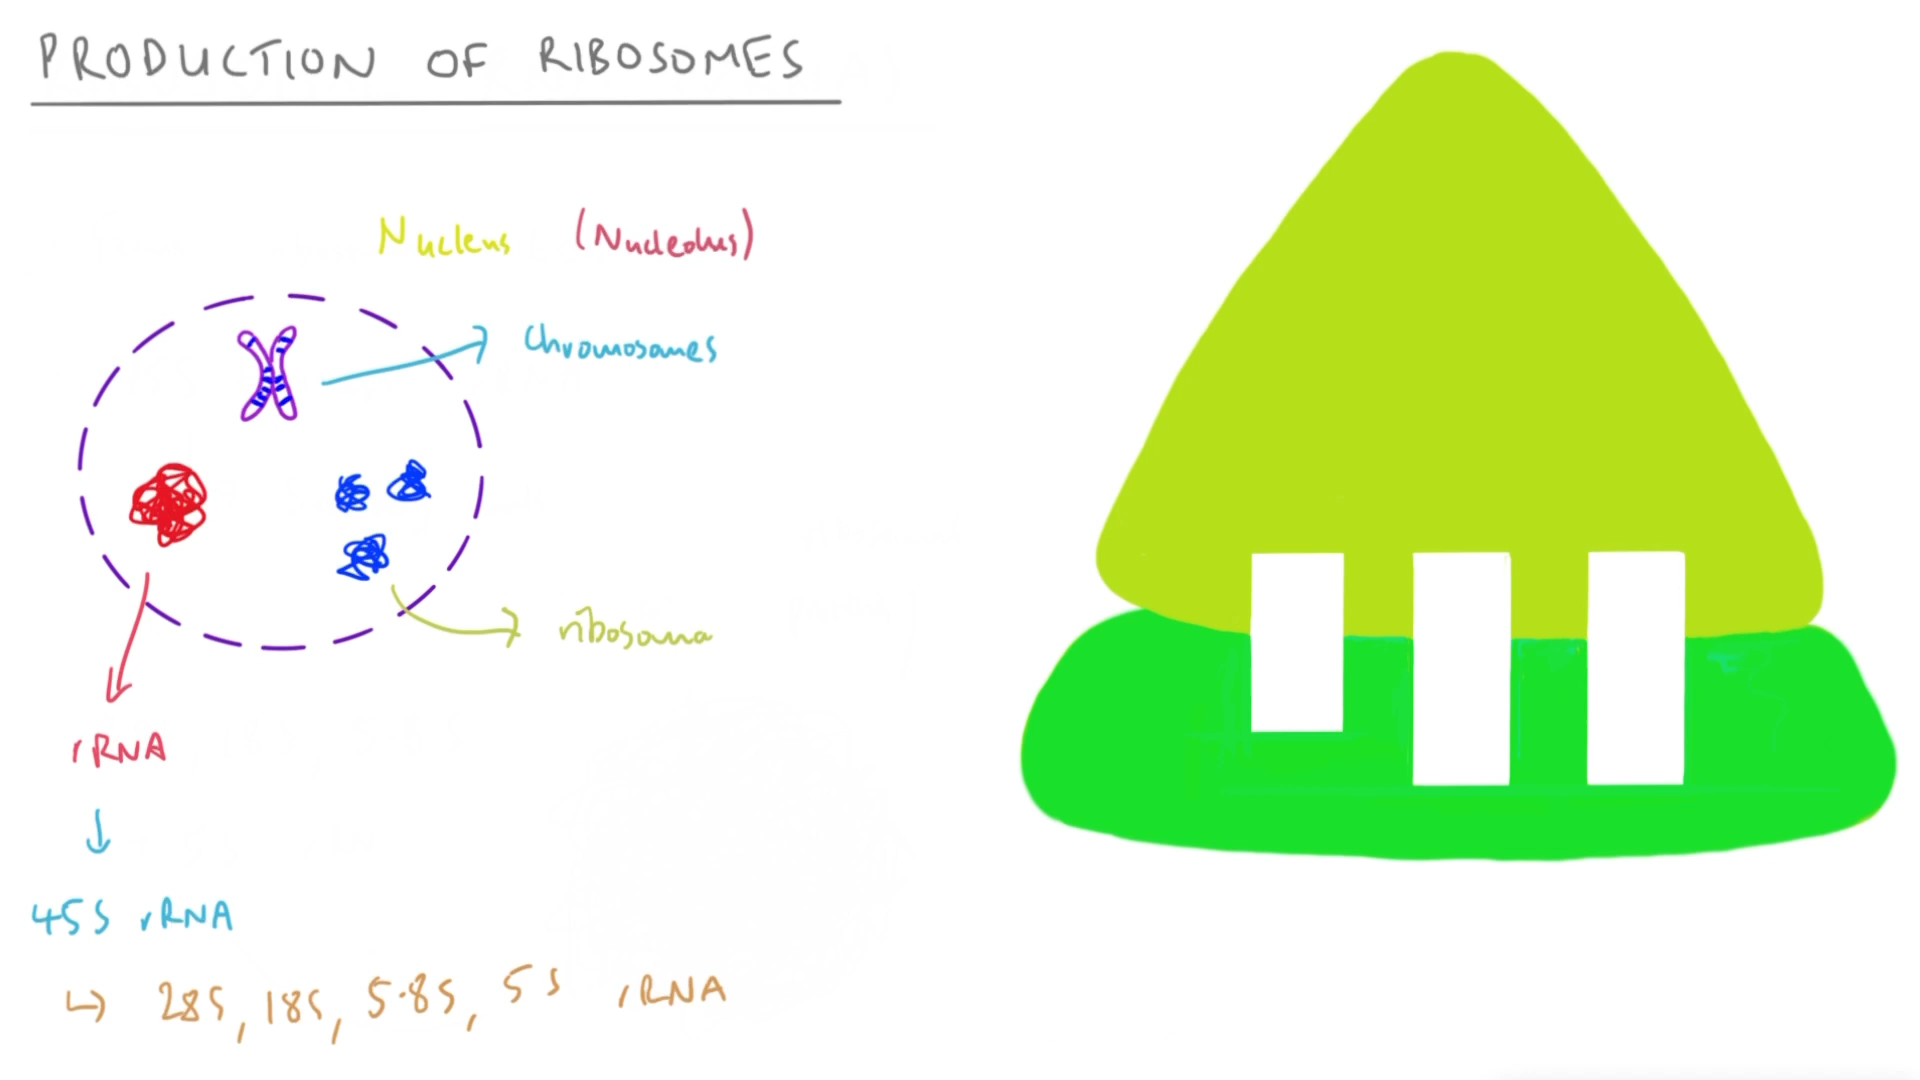 PRODUCTION OF RIBOSOMES
Nucleus (Nucleolus)
Chromosomes
ribosoma
rRNA
↓
45S rRNA
↳ 28S, 18S, 5.8S, 5S rRNA